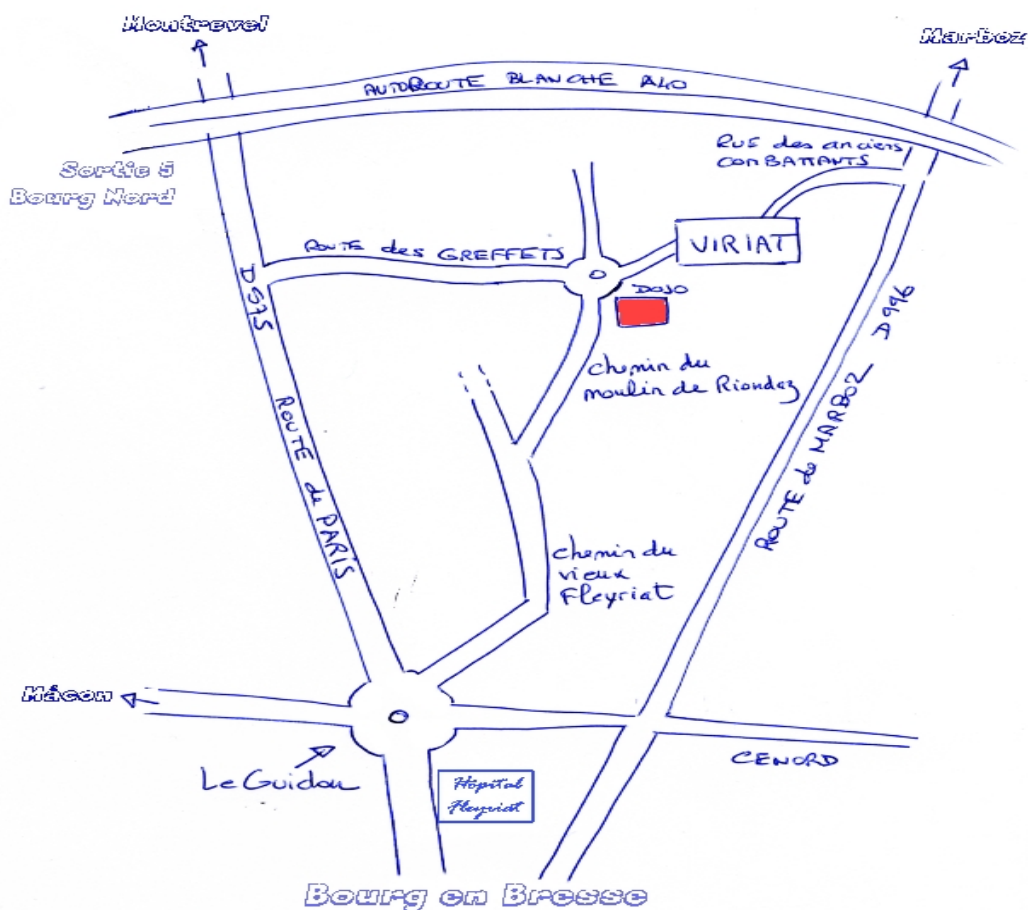 Montrevel
Marboz
AUTOROUTE BLANCHE A40
Sortie 5
Bourg Nord
RUE des anciens
COMBATTANTS
ROUTE des GREFFETS
VIRIAT
DOJO
D975
D996
chemin du
moulin de Riondaz
ROUTE de PARIS
ROUTE de MARBOZ
chemin du
vieux
Fleyriat
Mâcon
Le Guidon
CENORD
Hôpital
Fleyriat
Bourg en Bresse